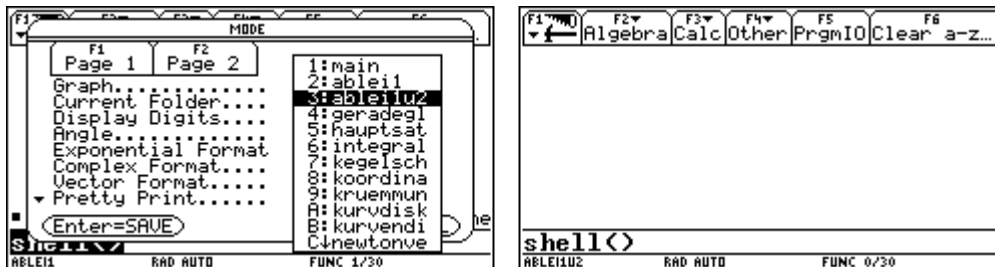 MODE
F1 F2
Page 1 Page 2
Graph..............
Current Folder....
Display Digits....
Angle..............
Exponential Format
Complex Format....
Vector Format.....
Pretty Print......
1:main
2:ablei1
3:ablei1u2
4:geradegl
5:hauptsat
6:integral
7:kegelsch
8:koordina
9:kruemmun
A:kurvdisk
B:kurvendi
C↓newtonve
Enter=SAVE
shell()
ABLEI1 RAD AUTO FUNC 1/30
F1 F2 F3 F4 F5 F6
Algebra Calc Other PrgmIO Clear a-z…
shell()
ABLEI1U2 RAD AUTO FUNC 0/30